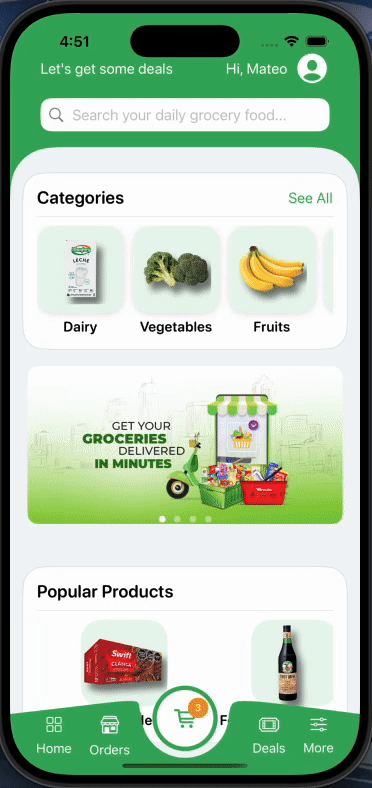 4:51
Let's get some deals
Hi, Mateo
Search your daily grocery food...
Categories
See All
LECHE
Dairy
Vegetables
Fruits
GET YOUR
GROCERIES
DELIVERED
IN MINUTES
Popular Products
Swift
CLÁSICA
3
Home
Orders
Deals
More